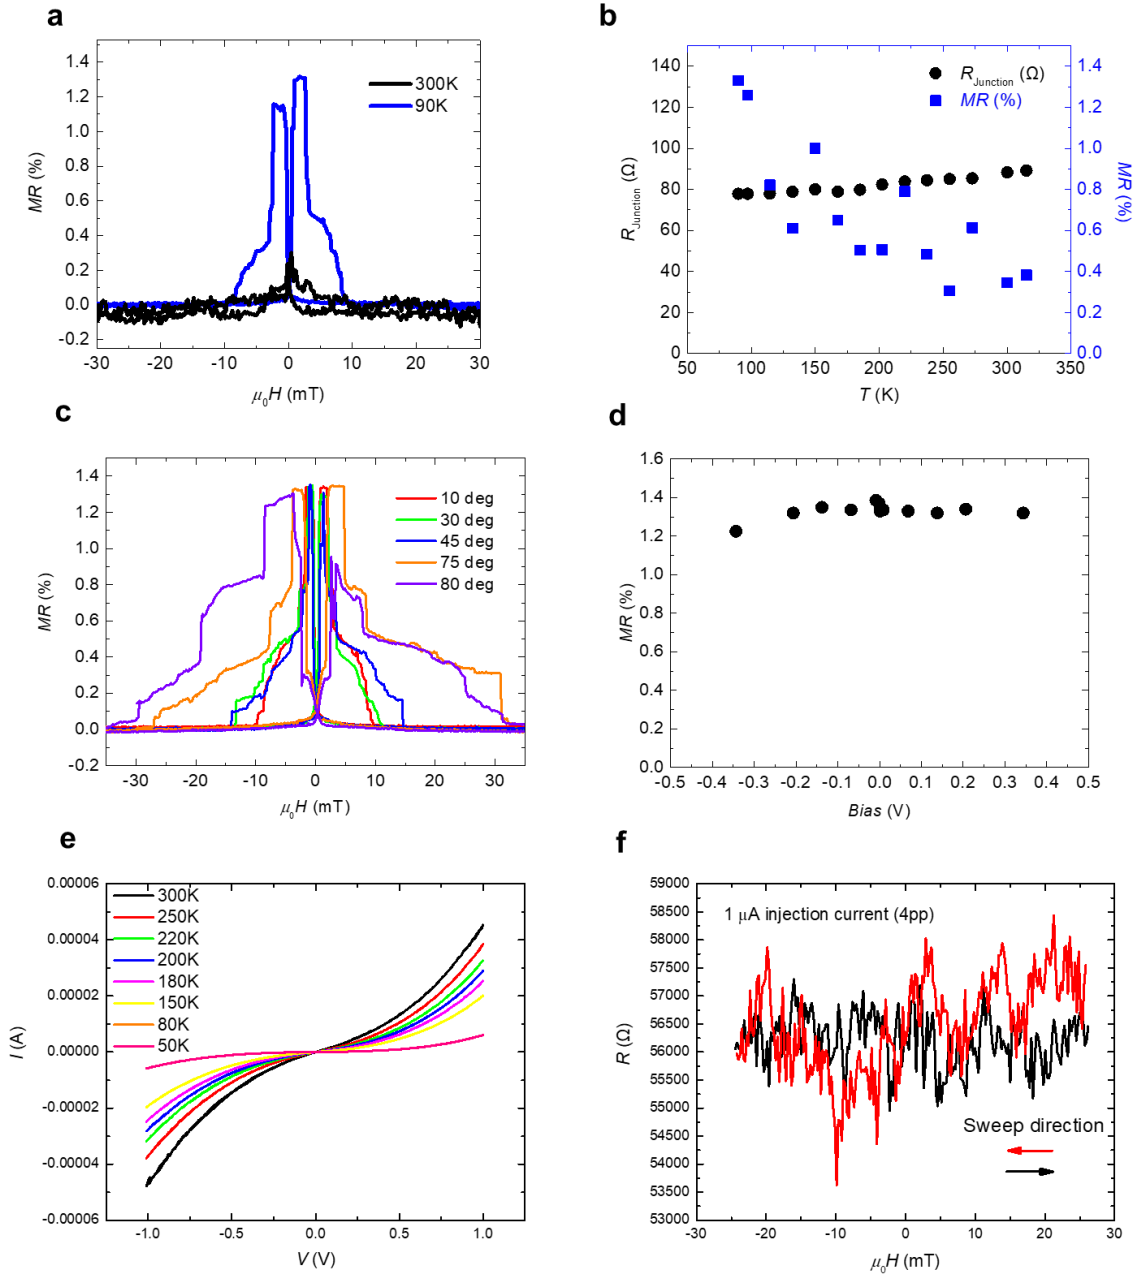 a
1.4
1.2
1.0
0.8
0.6
0.4
0.2
0.0
-0.2
MR (%)
300K
90K
-30
-20
-10
0
10
20
30
μ₀H (mT)
b
140
120
100
80
60
40
20
0
R_Junction (Ω)
R_Junction (Ω)
MR (%)
1.4
1.2
1.0
0.8
0.6
0.4
0.2
0.0
MR (%)
50
100
150
200
250
300
350
T (K)
c
1.4
1.2
1.0
0.8
0.6
0.4
0.2
0.0
-0.2
MR (%)
10 deg
30 deg
45 deg
75 deg
80 deg
-30
-20
-10
0
10
20
30
μ₀H (mT)
d
1.6
1.4
1.2
1.0
0.8
0.6
0.4
0.2
0.0
MR (%)
-0.5
-0.4
-0.3
-0.2
-0.1
0.0
0.1
0.2
0.3
0.4
0.5
Bias (V)
e
0.00006
0.00004
0.00002
0.00000
-0.00002
-0.00004
-0.00006
I (A)
300K
250K
220K
200K
180K
150K
80K
50K
-1.0
-0.5
0.0
0.5
1.0
V (V)
f
59000
58500
58000
57500
57000
56500
56000
55500
55000
54500
54000
53500
53000
R (Ω)
1 μA injection current (4pp)
Sweep direction
-30
-20
-10
0
10
20
30
μ₀H (mT)